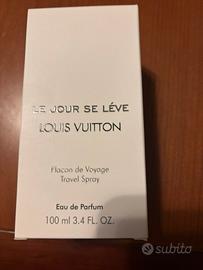 LE JOUR SE LÉVE
LOUIS VUITTON
Flacon de Voyage
Travel Spray
Eau de Parfum
100 ml 3.4 FL. OZ.
subito